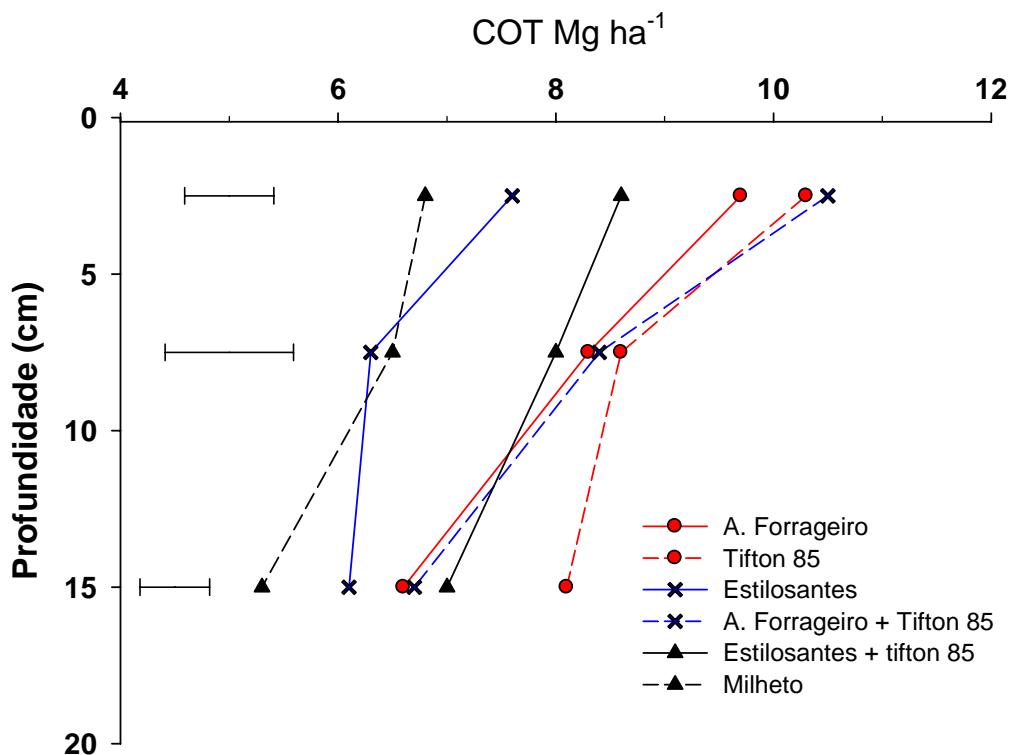 COT Mg ha⁻¹
4 6 8 10 12
0
5
10
15
20
Profundidade (cm)
A. Forrageiro
Tifton 85
Estilosantes
A. Forrageiro + Tifton 85
Estilosantes + tifton 85
Milheto